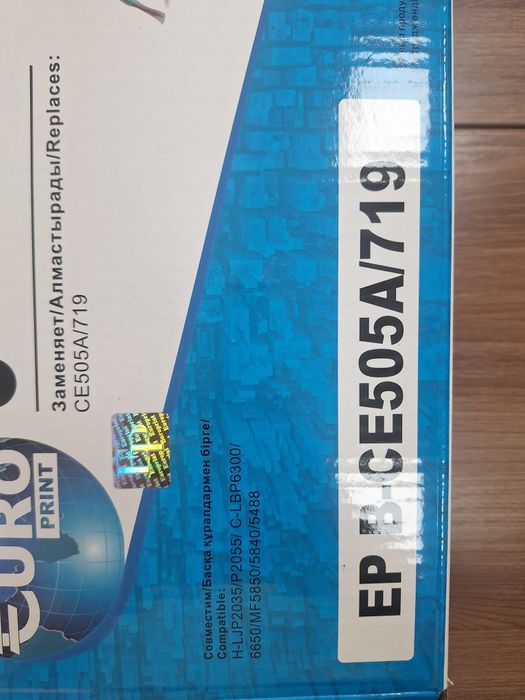 Заменяет/Алмастырады/Replaces:
CE505A/719
EURO
PRINT
EP
Совместим/Басқа құралдармен бірге/
Compatible:
H-LJP2035/P2055/ C-LBP6300/
6650/MF5850/5840/5488
EP B-CE505A/719